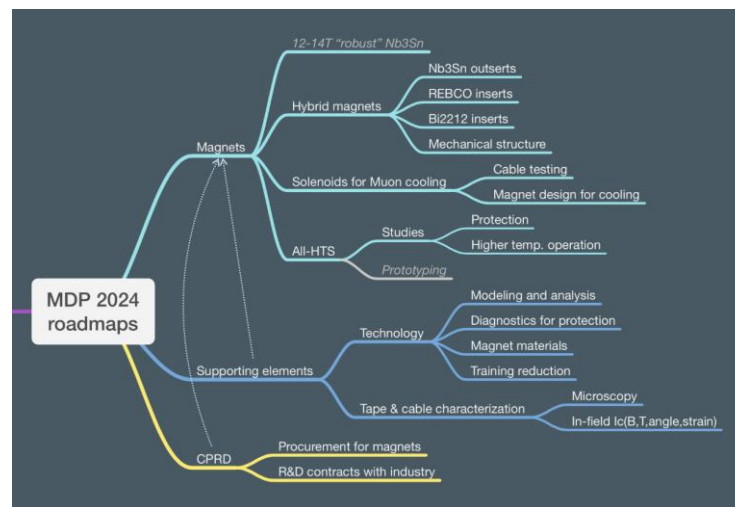 12-14T “robust” Nb3Sn
Nb3Sn outserts
REBCO inserts
Hybrid magnets
Bi2212 inserts
Mechanical structure
Magnets
Cable testing
Solenoids for Muon cooling
Magnet design for cooling
Protection
Studies
Higher temp. operation
All-HTS
Prototyping
MDP 2024
roadmaps
Modeling and analysis
Diagnostics for protection
Technology
Magnet materials
Training reduction
Supporting elements
Microscopy
Tape & cable characterization
In-field Ic(B,T,angle,strain)
Procurement for magnets
CPRD
R&D contracts with industry